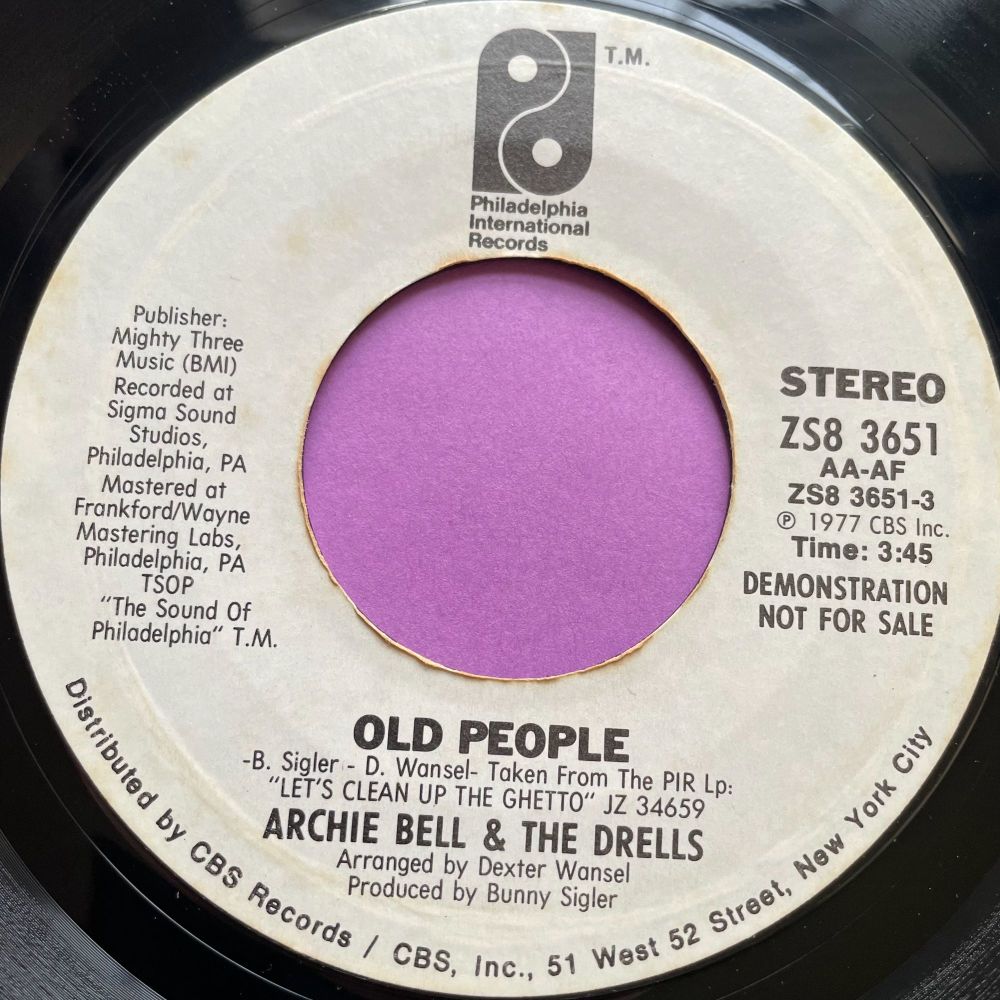 T.M.
Philadelphia
International
Records
Publisher:
Mighty Three
Music (BMI)
Recorded at
Sigma Sound
Studios,
Philadelphia, PA
Mastered at
Frankford/Wayne
Mastering Labs,
Philadelphia, PA
TSOP
"The Sound Of
Philadelphia" T.M.
STEREO
ZS8 3651
AA-AF
ZS8 3651-3
℗ 1977 CBS Inc.
Time: 3:45
DEMONSTRATION
NOT FOR SALE
OLD PEOPLE
-B. Sigler - D. Wansel- Taken From The PIR Lp:
"LET'S CLEAN UP THE GHETTO" JZ 34659
ARCHIE BELL & THE DRELLS
Arranged by Dexter Wansel
Produced by Bunny Sigler
Distributed by CBS Records / CBS, Inc., 51 West 52 Street, New York City